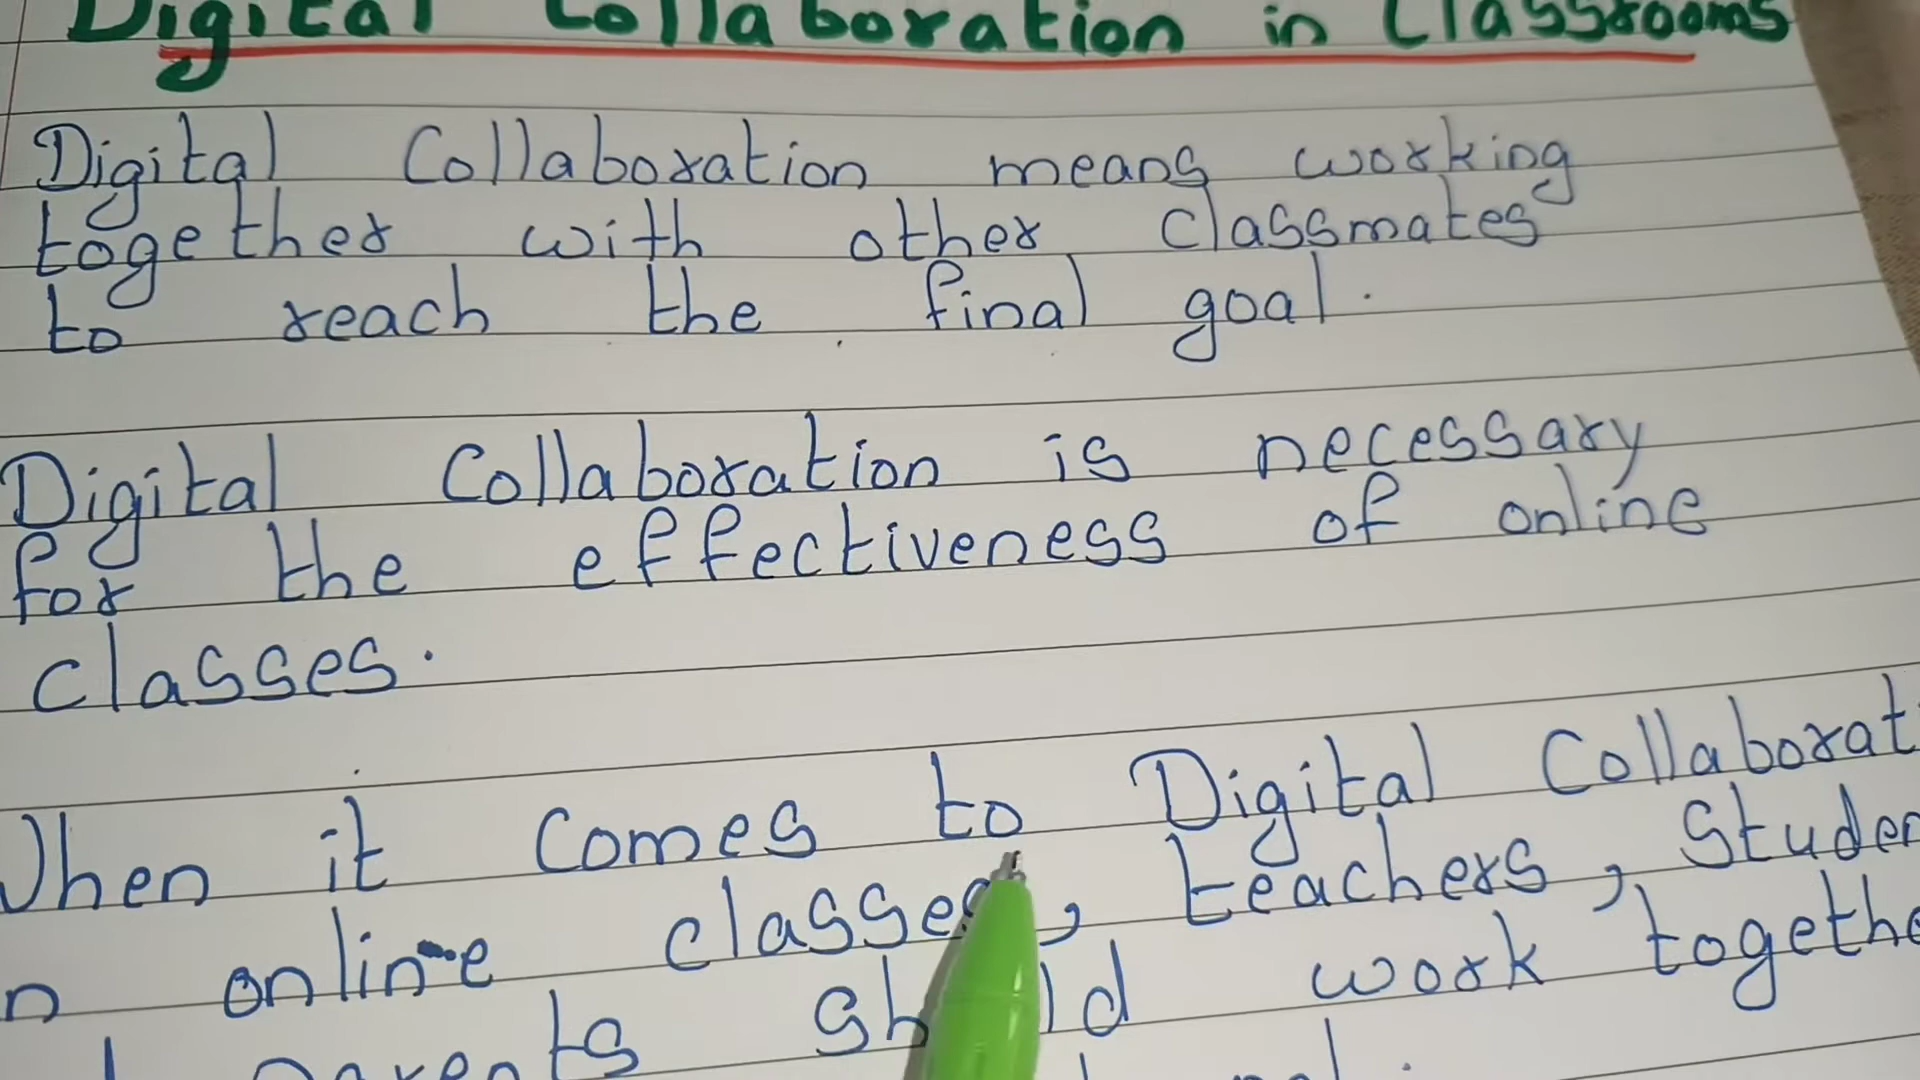 Digital Collaboration in Classrooms
Digital Collaboration means working
together with other classmates
to reach the final goal.
Digital Collaboration is necessary
for the effectiveness of online
classes.
When it comes to Digital Collaborat
n online classes, teachers, Studen
parents should work togethe